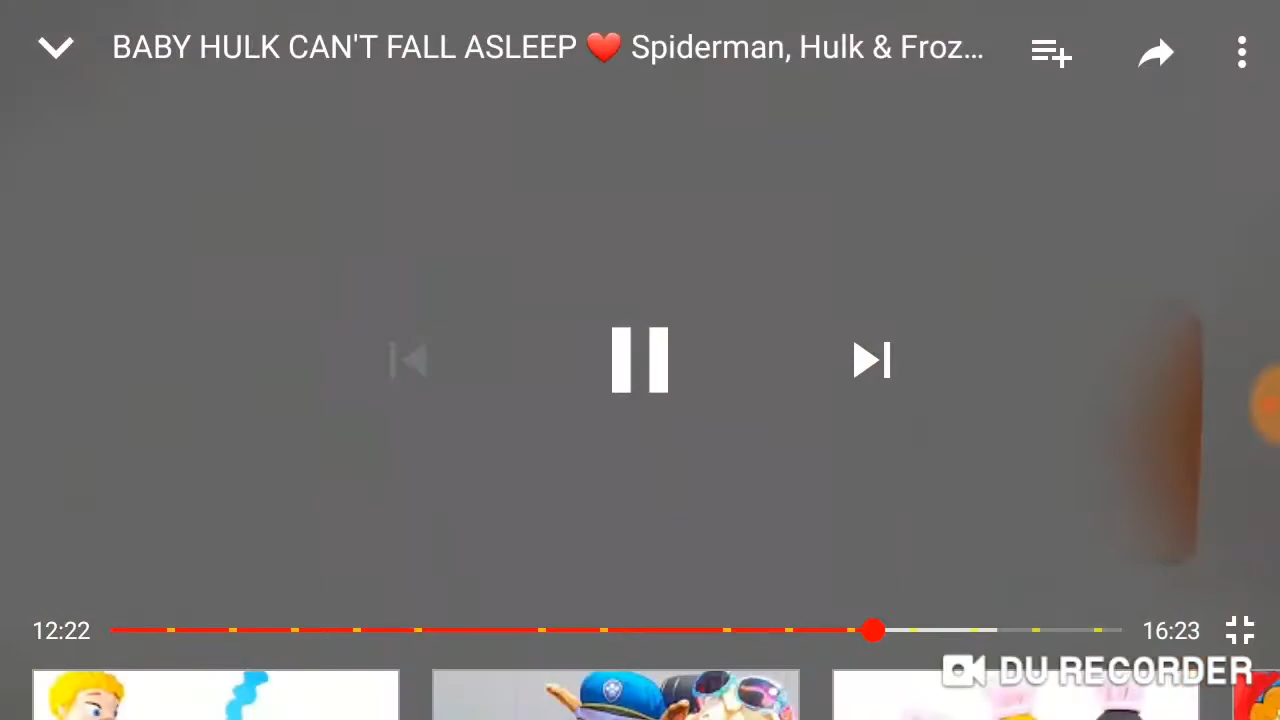 BABY HULK CAN'T FALL ASLEEP ❤️ Spiderman, Hulk & Froz...
12:22
16:23
DU RECORDER